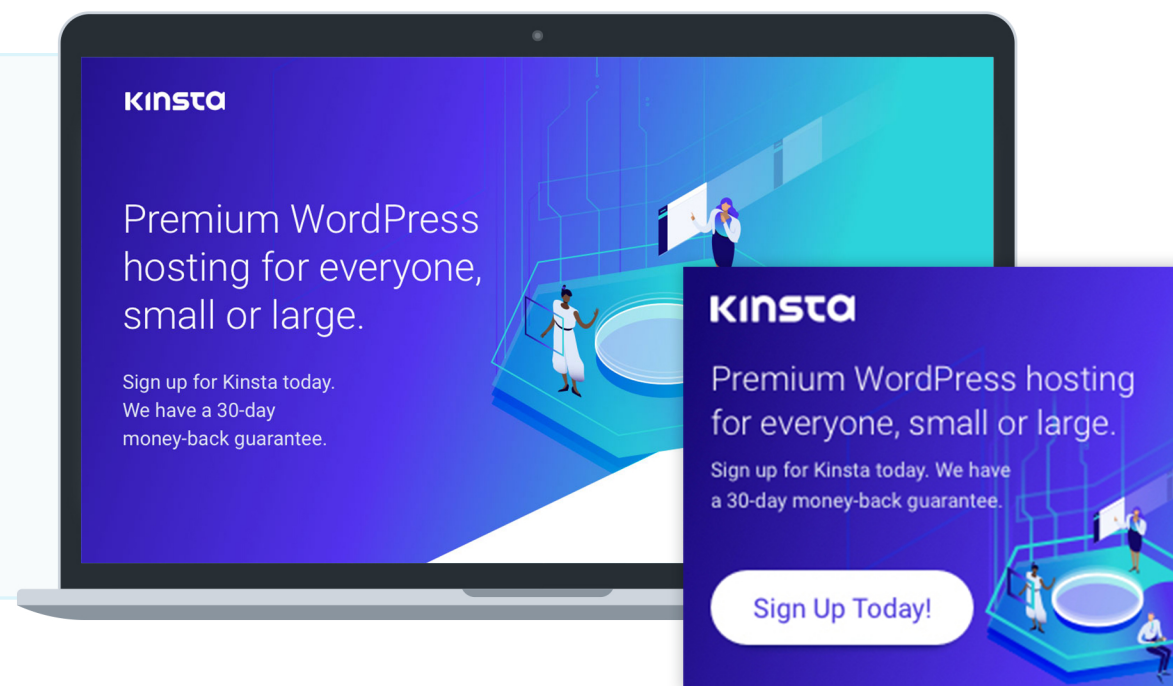 KINSTA
Premium WordPress
hosting for everyone,
small or large.
Sign up for Kinsta today.
We have a 30-day
money-back guarantee.
KINSTA
Premium WordPress hosting
for everyone, small or large.
Sign up for Kinsta today. We have
a 30-day money-back guarantee.
Sign Up Today!